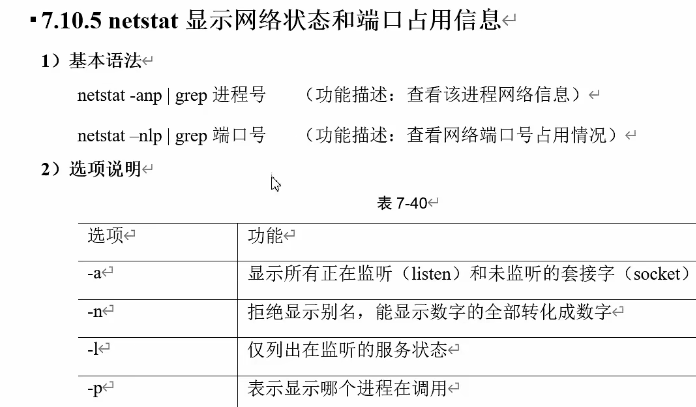 ▪7.10.5 netstat 显示网络状态和端口占用信息↵
1）基本语法↵
netstat -anp | grep 进程号 （功能描述：查看该进程网络信息）↵
netstat –nlp | grep 端口号 （功能描述：查看网络端口号占用情况）↵
2）选项说明↵
表 7-40↵
选项↵ 功能↵
-a↵ 显示所有正在监听（listen）和未监听的套接字（socket）
-n↵ 拒绝显示别名，能显示数字的全部转化成数字↵
-l↵ 仅列出在监听的服务状态↵
-p↵ 表示显示哪个进程在调用↵